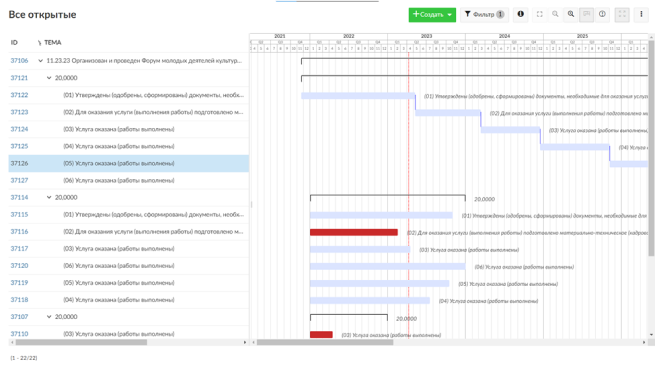 Все открытые
Создать
Фильтр 1
ID ТЕМА
2021 2022 2023 2024 2025
37106 11.23.23 Организован и проведен Форум молодых деятелей культур...
37121 20,0000
37122 (01) Утверждены (одобрены, сформированы) документы, необх...
(01) Утверждены (одобрены, сформированы) документы, необходимые для оказания услуги
37123 (02) Для оказания услуги (выполнения работы) подготовлено м...
(02) Для оказания услуги (выполнения работы) подготовлено ма
37124 (03) Услуга оказана (работы выполнены)
(03) Услуга оказана (работы выполнены)
37125 (04) Услуга оказана (работы выполнены)
(04) Услуга о
37126 (05) Услуга оказана (работы выполнены)
37127 (06) Услуга оказана (работы выполнены)
37114 20,0000
20.0000
37115 (01) Утверждены (одобрены, сформированы) документы, необх...
(01) Утверждены (одобрены, сформированы) документы, необходимые для
37116 (02) Для оказания услуги (выполнения работы) подготовлено м...
(02) Для оказания услуги (выполнения работы) подготовлено материально-техническое (кадрово
37117 (03) Услуга оказана (работы выполнены)
(03) Услуга оказана (работы выполнены)
37120 (06) Услуга оказана (работы выполнены)
(06) Услуга оказана (работы выполнены)
37119 (05) Услуга оказана (работы выполнены)
(05) Услуга оказана (работы выполнены)
37118 (04) Услуга оказана (работы выполнены)
(04) Услуга оказана (работы выполнены)
37107 20,0000
20.0000
37110 (03) Услуга оказана (работы выполнены)
(03) Услуга оказана (работы выполнены)
(1 - 22/22)